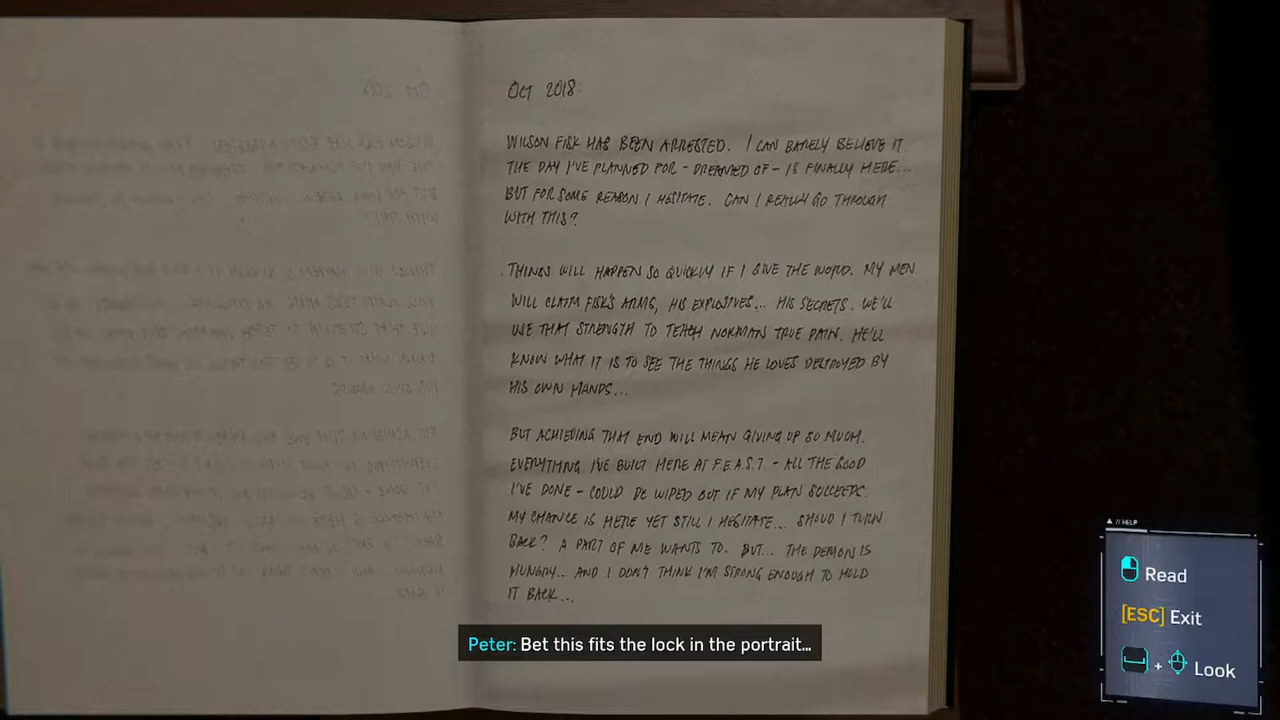 OCT 2018:
WILSON FISK HAS BEEN ARRESTED. I CAN BARELY BELIEVE IT.
THE DAY I'VE PLANNED FOR - DREAMED OF - IS FINALLY HERE...
BUT FOR SOME REASON I HESITATE. CAN I REALLY GO THROUGH
WITH THIS?
THINGS WILL HAPPEN SO QUICKLY IF I GIVE THE WORD. MY MEN
WILL CLAIM FISK'S ARMS, HIS EXPLOSIVES... HIS SECRETS. WE'LL
USE THAT STRENGTH TO TEACH NORMAN TRUE PAIN. HE'LL
KNOW WHAT IT IS TO SEE THE THINGS HE LOVES DESTROYED BY
HIS OWN HANDS...
BUT ACHIEVING THAT END WILL MEAN GIVING UP SO MUCH.
EVERYTHING I'VE BUILT HERE AT F.E.A.S.T. - ALL THE GOOD
I'VE DONE - COULD BE WIPED OUT IF MY PLAN SUCCEEDS.
MY CHANCE IS HERE YET STILL I HESITATE... SHOULD I TURN
BACK? A PART OF ME WANTS TO. BUT... THE DEMON IS
HUNGRY... AND I DON'T THINK I'M STRONG ENOUGH TO HOLD
IT BACK...
Peter: Bet this fits the lock in the portrait...
// HELP
Read
[ESC] Exit
+ Look